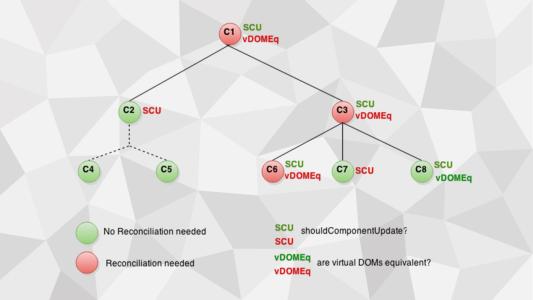 C1 SCU
vDOMEq
C2 SCU
C3 SCU
vDOMEq
C4
C5
C6 SCU
vDOMEq
C7 SCU
C8 SCU
vDOMEq
No Reconciliation needed
Reconciliation needed
SCU
SCU
shouldComponentUpdate?
vDOMEq
vDOMEq
are virtual DOMs equivalent?